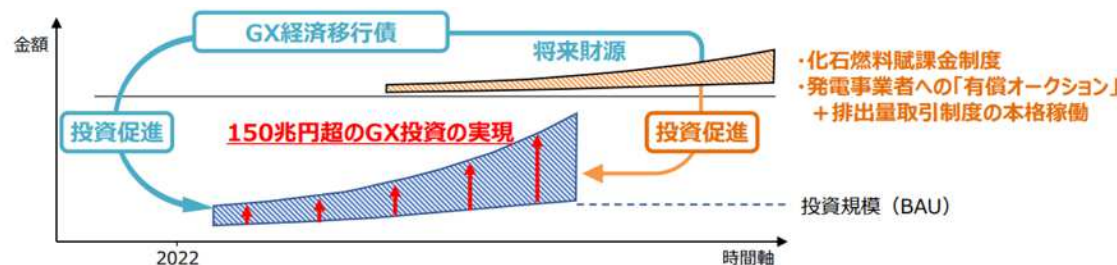 GX経済移行債
金額
将来財源
・化石燃料賦課金制度
・発電事業者への「有償オークション」
＋排出量取引制度の本格稼働
投資促進
150兆円超のGX投資の実現
投資促進
投資規模（BAU）
2022
時間軸